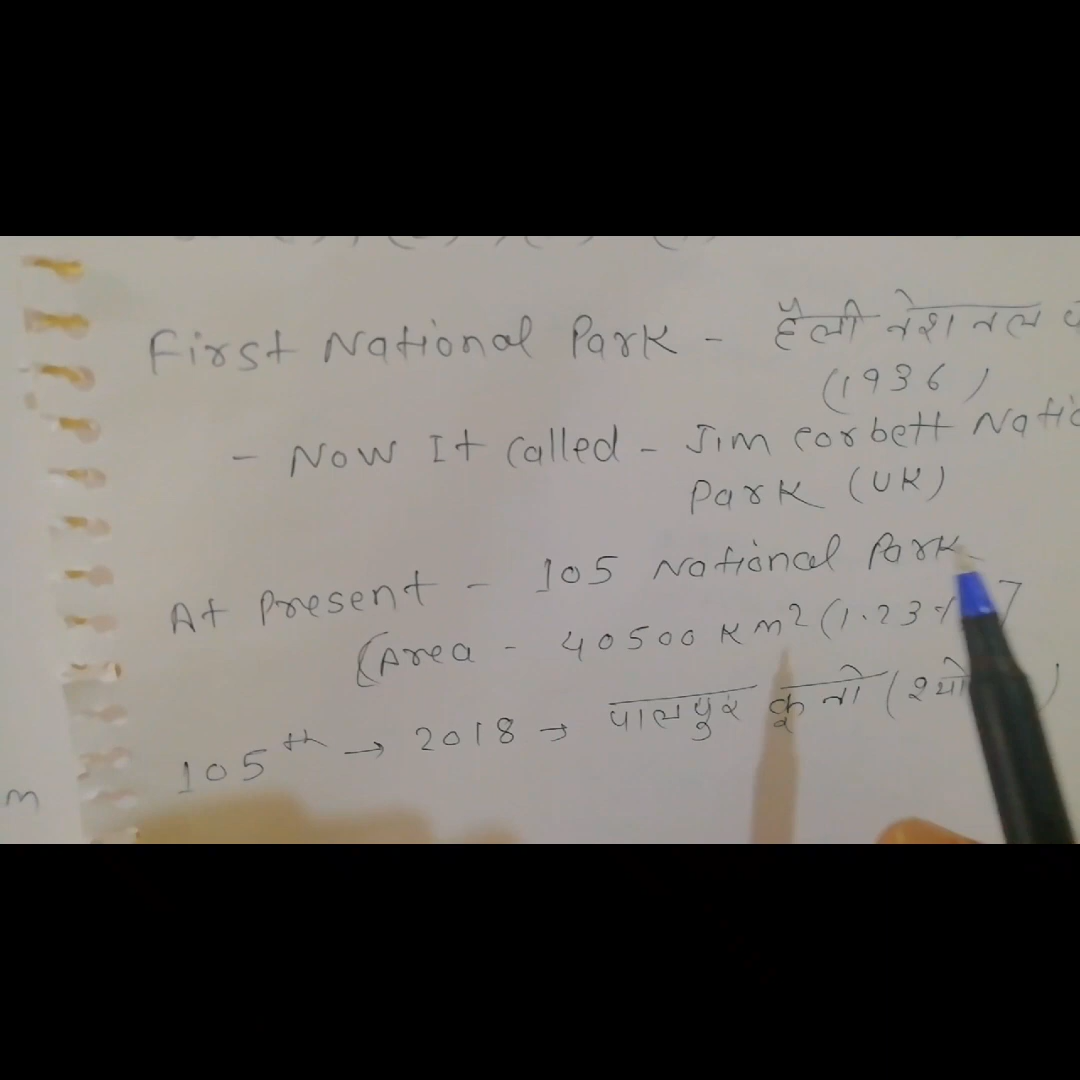 First National Park - हैली नेशनल
(1936)
- Now It called - Jim Corbett
Park (UK)
At Present - 105 National Park
(Area - 40500 Km² (1.23%)
105th → 2018 → पालपुर कूनो (
m